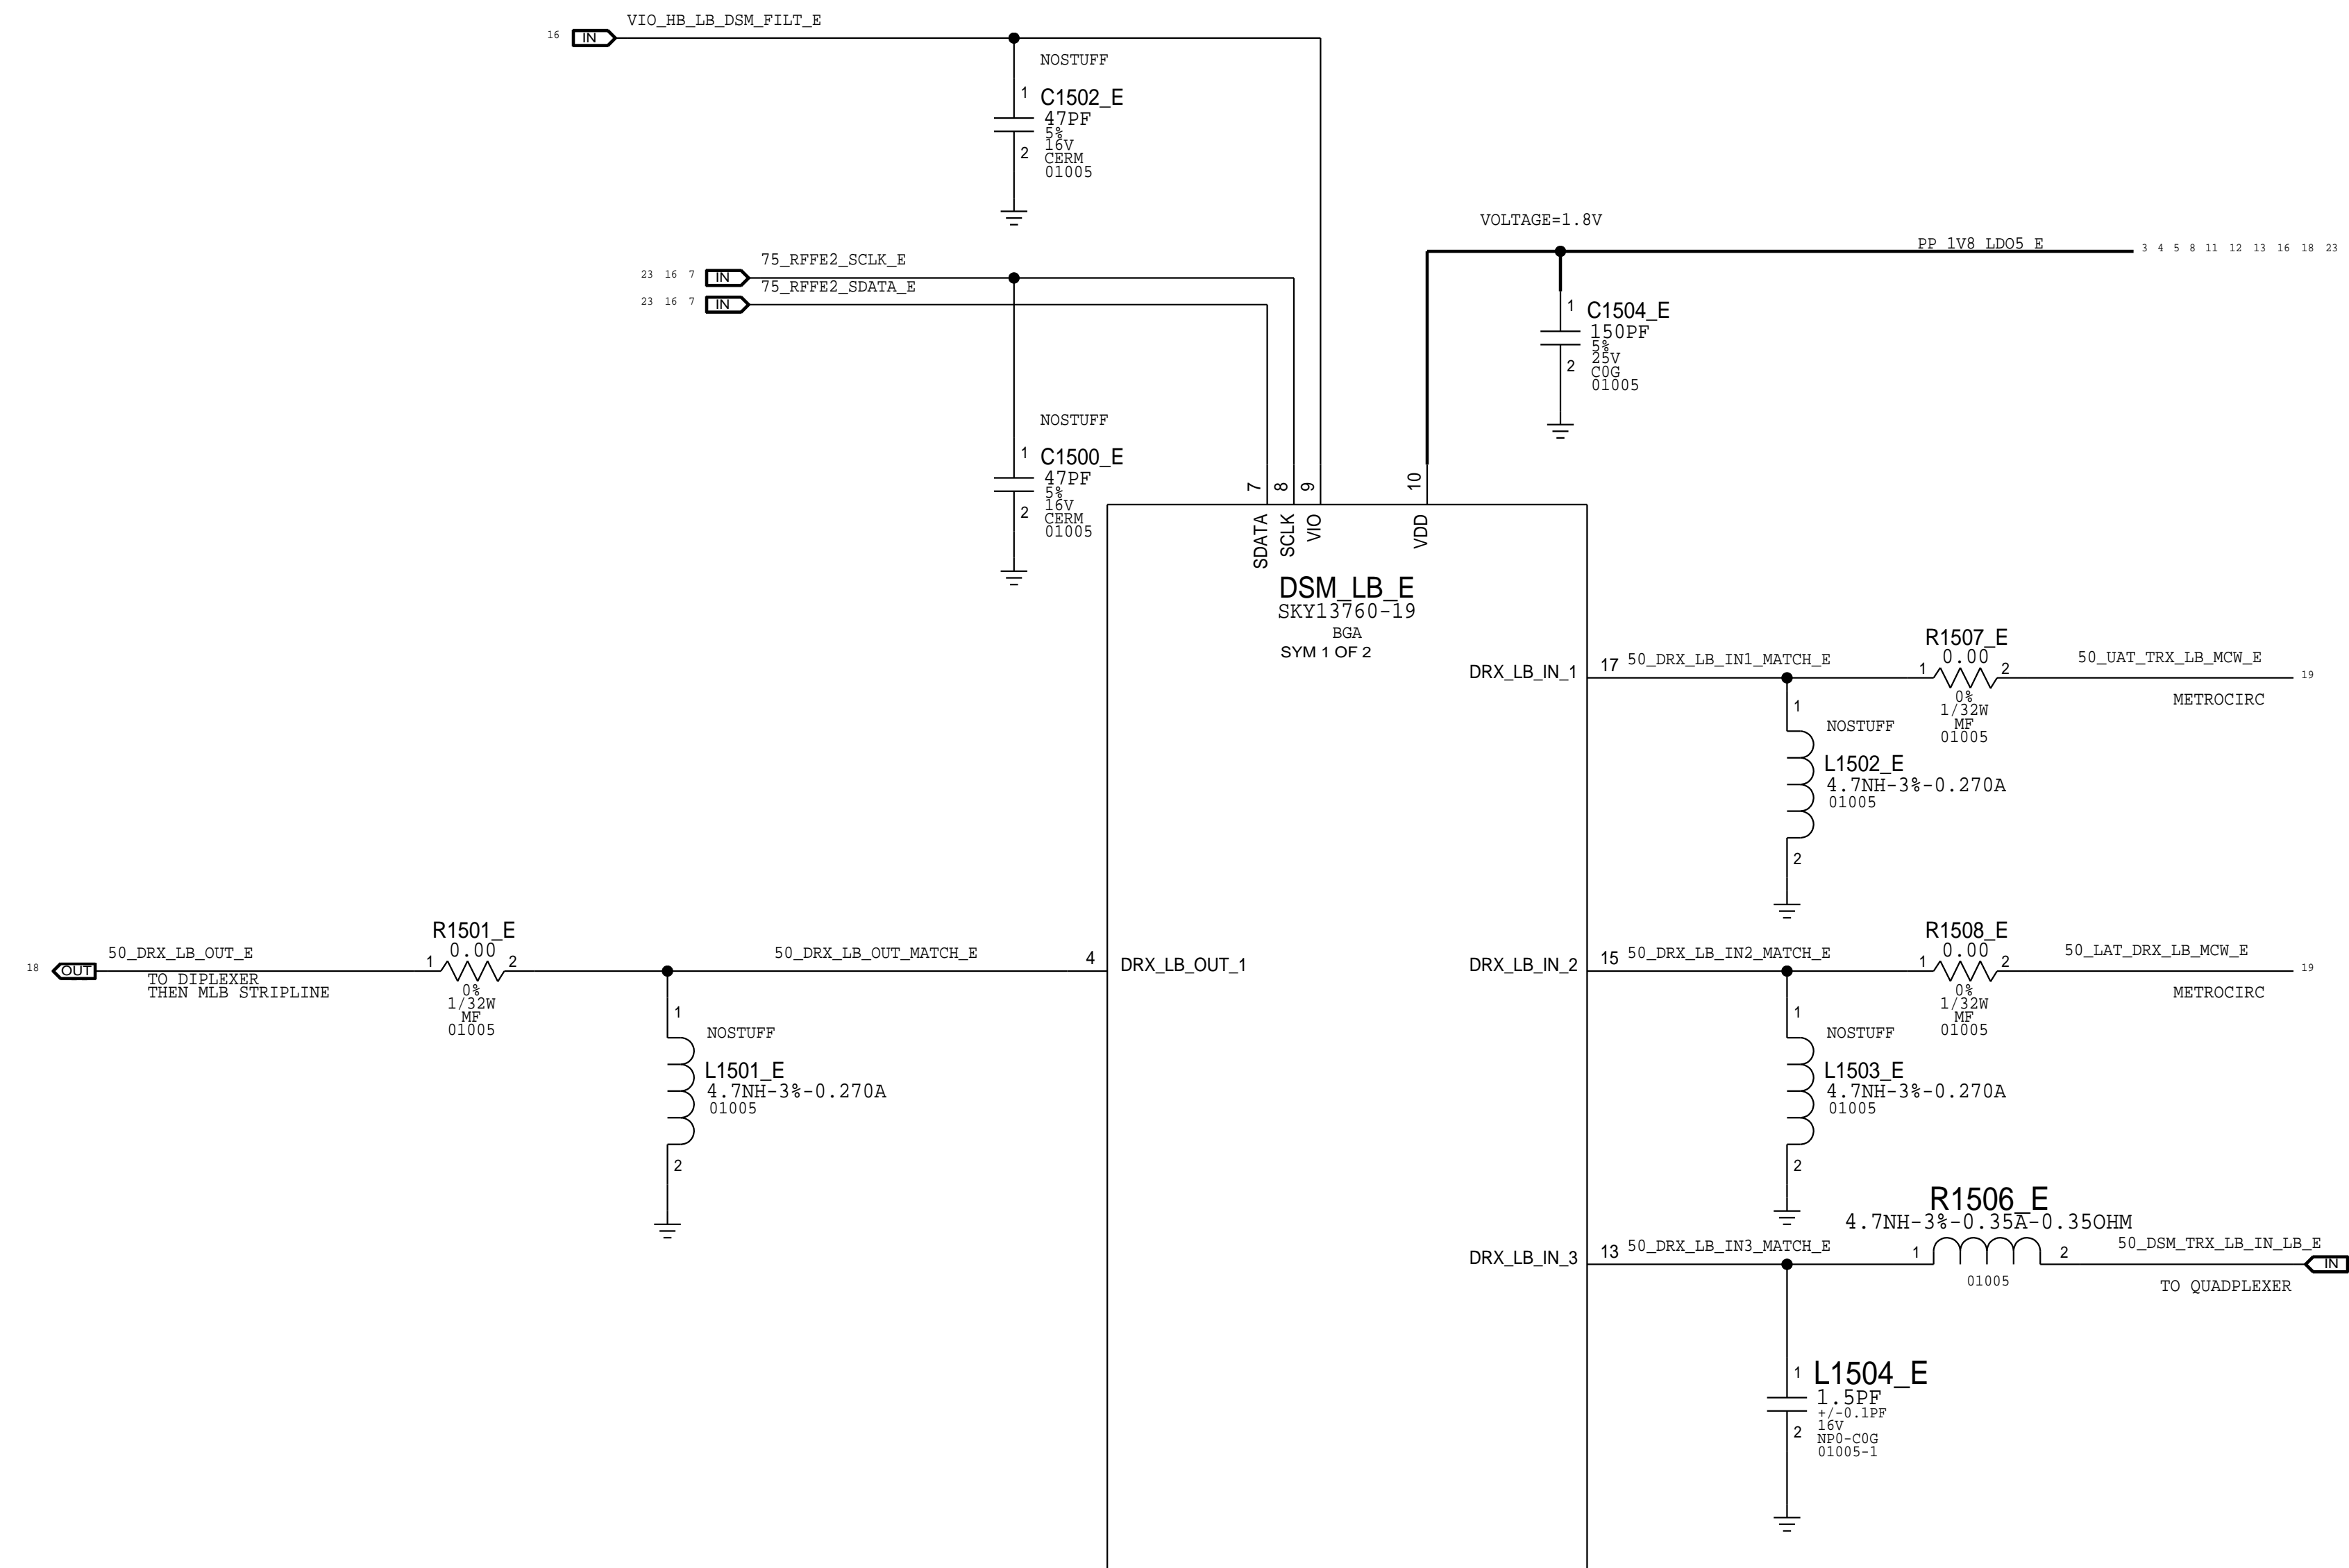 VIO_HB_LB_DSM_FILT_E
16 IN
NOSTUFF
1
C1502_E
47PF
5%
16V
CERM
01005
2
VOLTAGE=1.8V
PP_1V8_LDO5_E
3 4 5 8 11 12 13 16 18 23
75_RFFE2_SCLK_E
23 16 7 IN
75_RFFE2_SDATA_E
23 16 7 IN
1
C1504_E
150PF
5%
25V
C0G
01005
2
NOSTUFF
1
C1500_E
47PF
5%
16V
CERM
01005
2
7
8
9
10
SDATA
SCLK
VIO
VDD
DSM_LB_E
SKY13760-19
BGA
SYM 1 OF 2
DRX_LB_IN_1
17
50_DRX_LB_IN1_MATCH_E
R1507_E
0.00
1
2
0%
1/32W
MF
01005
50_UAT_TRX_LB_MCW_E
19
METROCIRC
1
NOSTUFF
L1502_E
4.7NH-3%-0.270A
01005
2
50_DRX_LB_OUT_E
18 OUT
TO DIPLEXER
THEN MLB STRIPLINE
R1501_E
0.00
1
2
0%
1/32W
MF
01005
50_DRX_LB_OUT_MATCH_E
4
DRX_LB_OUT_1
1
NOSTUFF
L1501_E
4.7NH-3%-0.270A
01005
2
DRX_LB_IN_2
15
50_DRX_LB_IN2_MATCH_E
R1508_E
0.00
1
2
0%
1/32W
MF
01005
50_LAT_DRX_LB_MCW_E
19
METROCIRC
1
NOSTUFF
L1503_E
4.7NH-3%-0.270A
01005
2
DRX_LB_IN_3
13
50_DRX_LB_IN3_MATCH_E
R1506_E
4.7NH-3%-0.35A-0.35OHM
1
2
01005
50_DSM_TRX_LB_IN_LB_E
IN
TO QUADPLEXER
1
L1504_E
1.5PF
+/-0.1PF
16V
NP0-C0G
01005-1
2